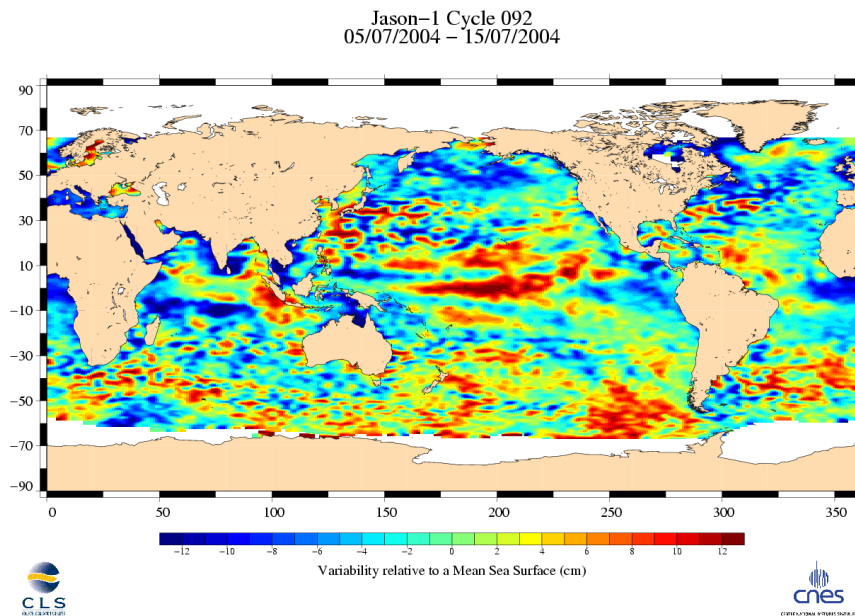 Jason−1 Cycle 092
05/07/2004 − 15/07/2004
90
70
50
30
10
−10
−30
−50
−70
−90
0 50 100 150 200 250 300 350
−12 −10 −8 −6 −4 −2 0 2 4 6 8 10 12
Variability relative to a Mean Sea Surface (cm)
CLS
cnes